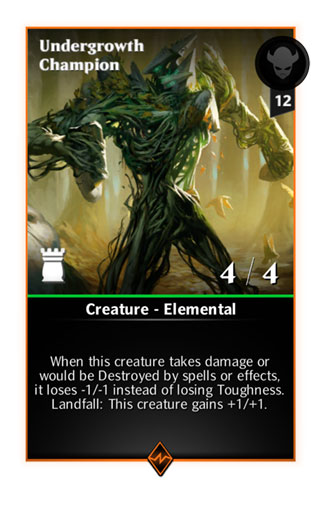 Undergrowth
Champion
12
4 / 4
Creature - Elemental
When this creature takes damage or
would be Destroyed by spells or effects,
it loses -1/-1 instead of losing Toughness.
Landfall: This creature gains +1/+1.